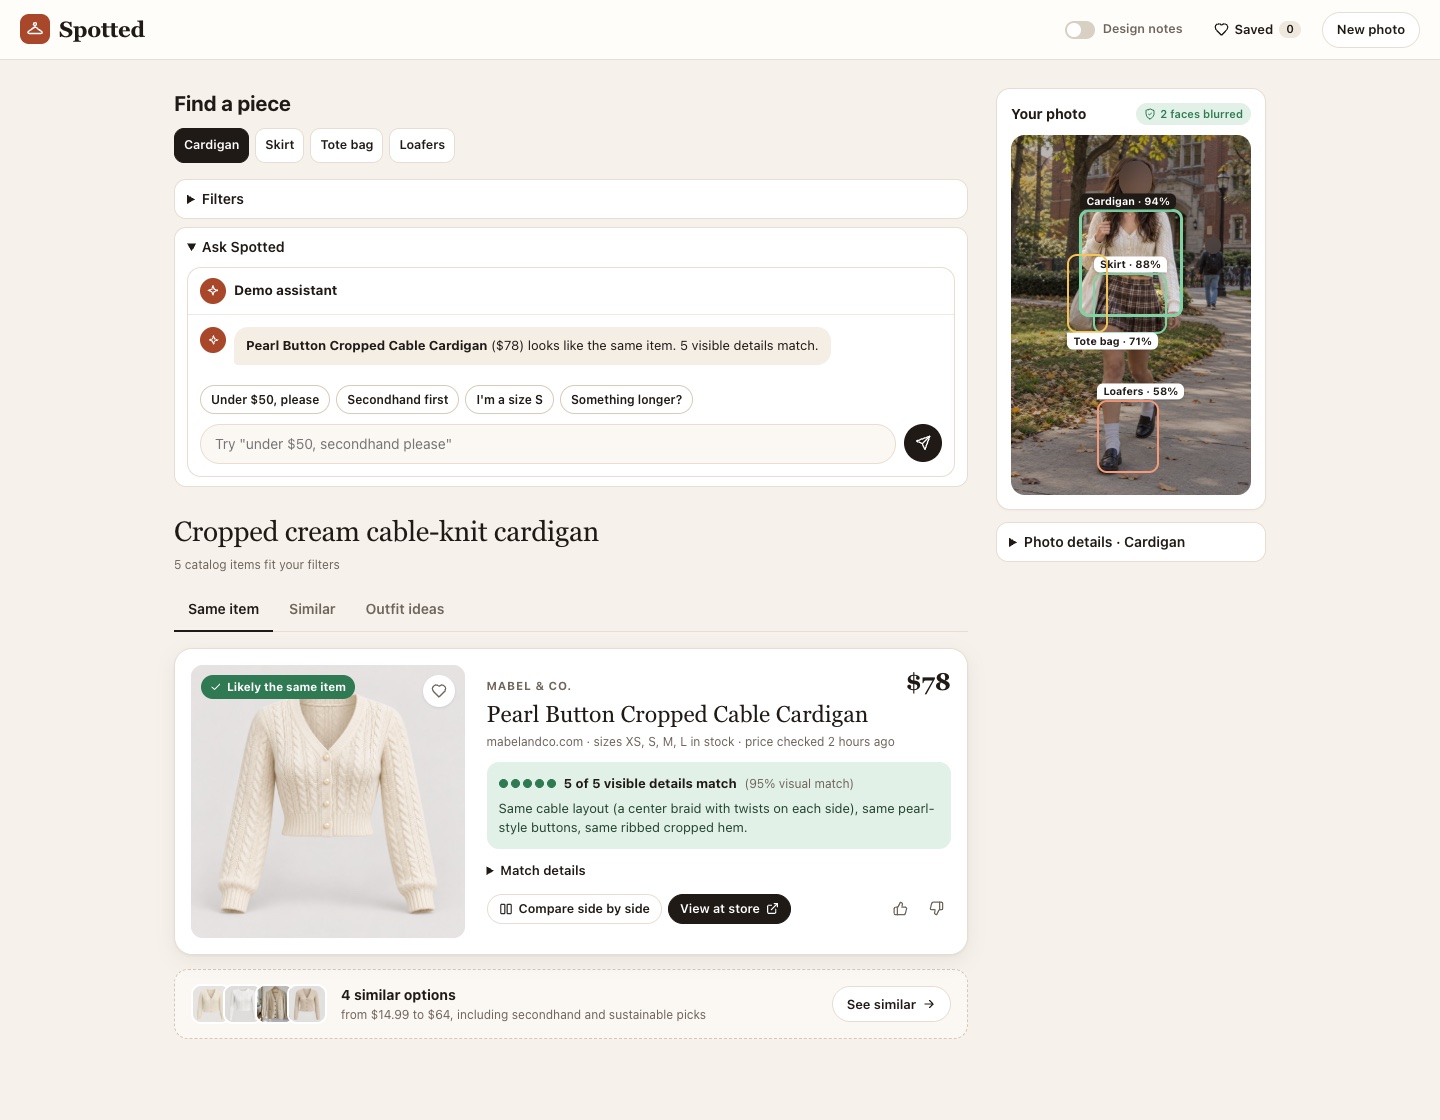 Spotted
Design notes
Saved 0
New photo
Find a piece
Cardigan Skirt Tote bag Loafers
Filters
Ask Spotted
Demo assistant
Pearl Button Cropped Cable Cardigan ($78) looks like the same item. 5 visible details match.
Under $50, please Secondhand first I'm a size S Something longer?
Try "under $50, secondhand please"
Cropped cream cable-knit cardigan
5 catalog items fit your filters
Same item Similar Outfit ideas
Likely the same item
MABEL & CO.
$78
Pearl Button Cropped Cable Cardigan
mabelandco.com · sizes XS, S, M, L in stock · price checked 2 hours ago
5 of 5 visible details match (95% visual match)
Same cable layout (a center braid with twists on each side), same pearl-
style buttons, same ribbed cropped hem.
Match details
Compare side by side
View at store
4 similar options
from $14.99 to $64, including secondhand and sustainable picks
See similar
Your photo
2 faces blurred
Cardigan · 94%
Skirt · 88%
Tote bag · 71%
Loafers · 58%
Photo details · Cardigan